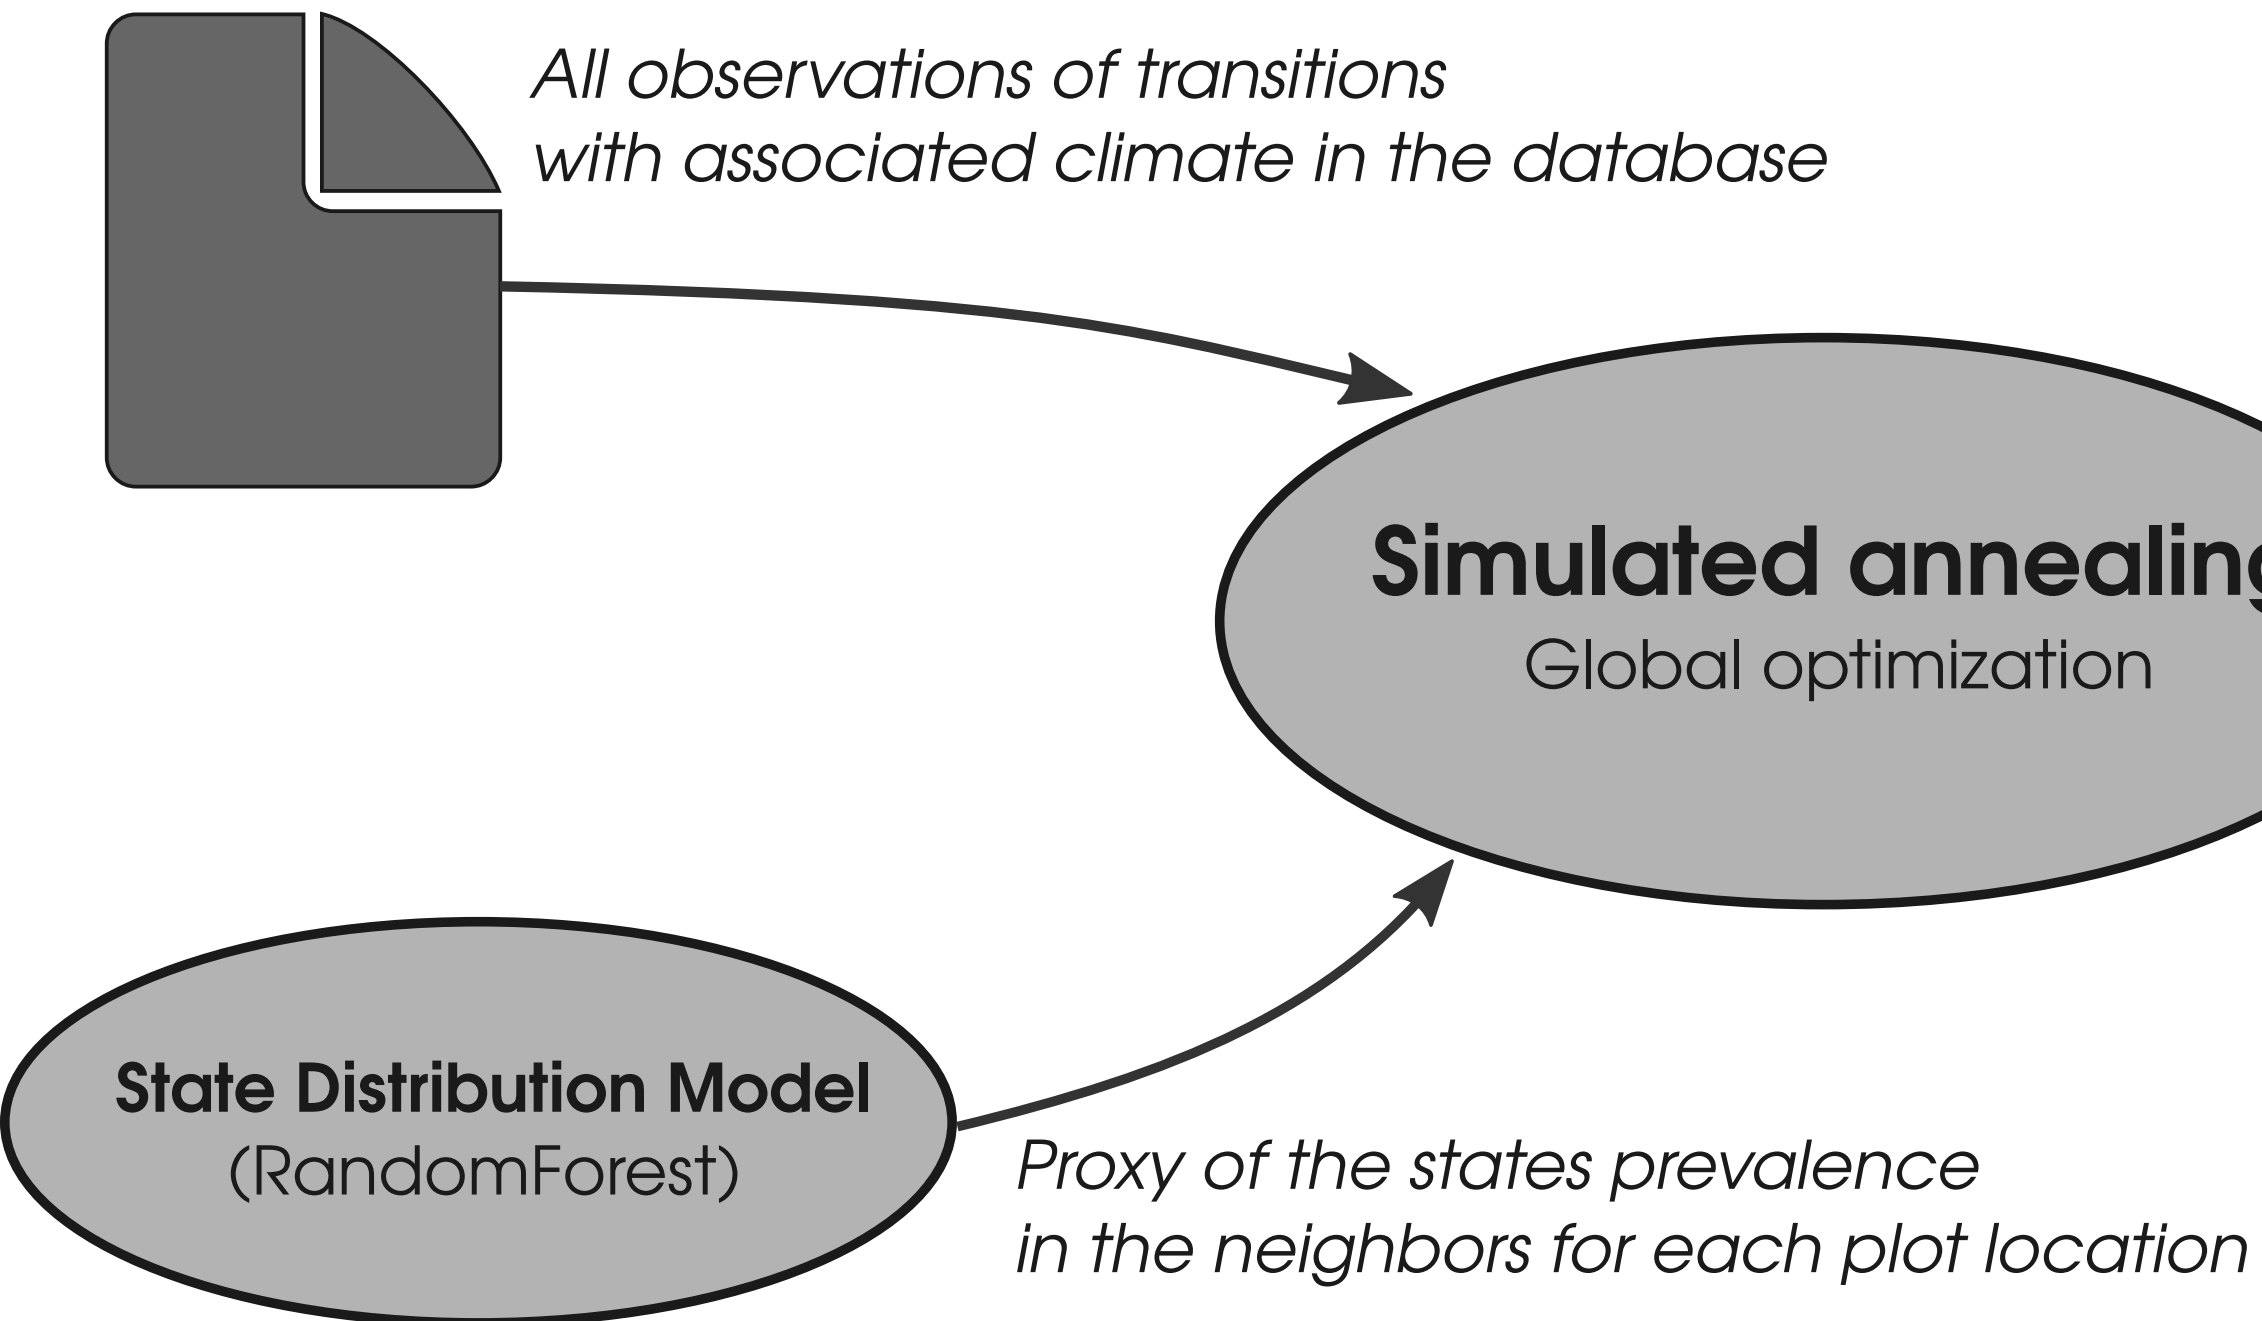 All observations of transitions
with associated climate in the database
Simulated annealing
Global optimization
State Distribution Model
(RandomForest)
Proxy of the states prevalence
in the neighbors for each plot location